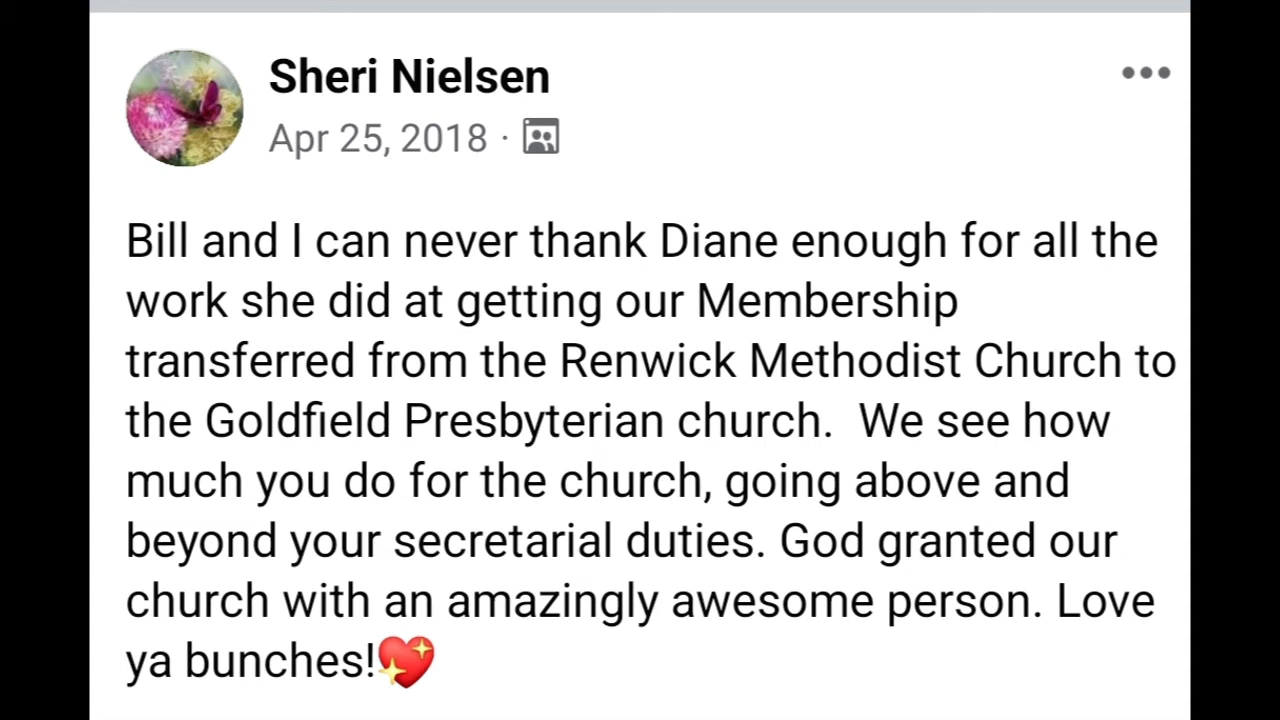 Sheri Nielsen
Apr 25, 2018 ·
Bill and I can never thank Diane enough for all the
work she did at getting our Membership
transferred from the Renwick Methodist Church to
the Goldfield Presbyterian church.  We see how
much you do for the church, going above and
beyond your secretarial duties. God granted our
church with an amazingly awesome person. Love
ya bunches!💖